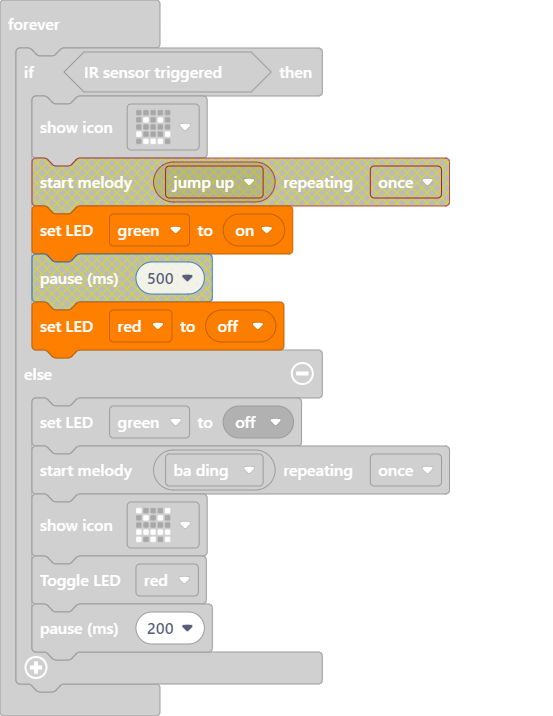 forever
if IR sensor triggered then
show icon
start melody jump up repeating once
set LED green to on
pause (ms) 500
set LED red to off
else
set LED green to off
start melody ba ding repeating once
show icon
Toggle LED red
pause (ms) 200